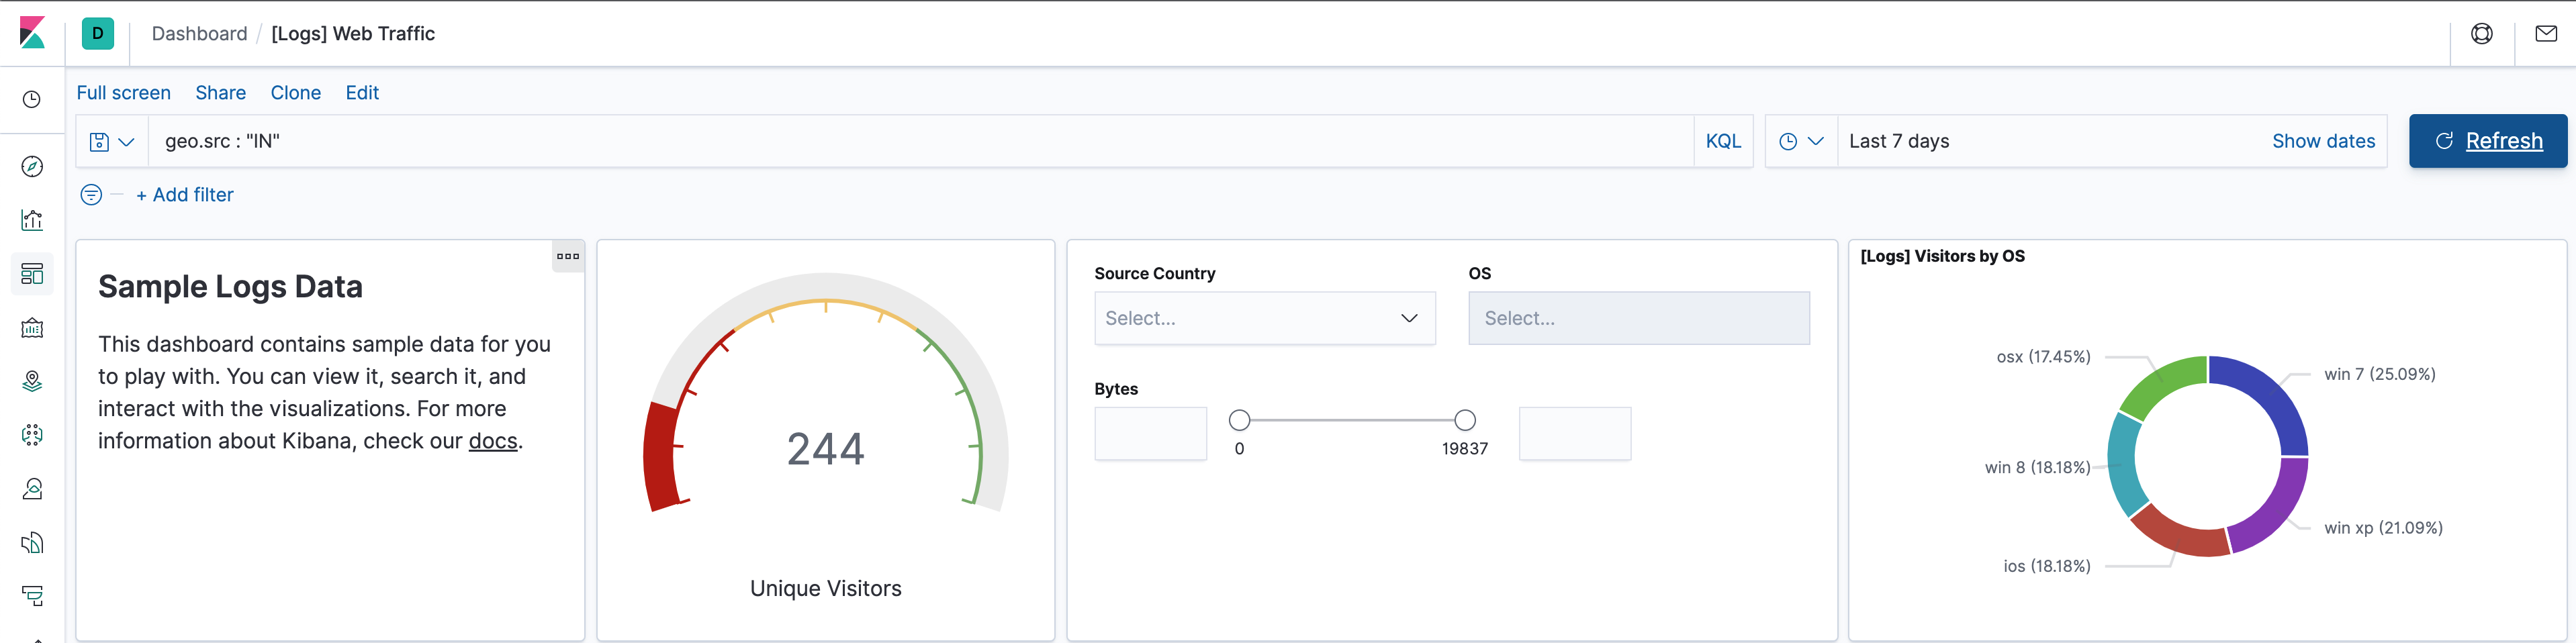 D Dashboard / [Logs] Web Traffic
Full screen Share Clone Edit
geo.src : "IN" KQL Last 7 days Show dates Refresh
+ Add filter
Sample Logs Data
This dashboard contains sample data for you
to play with. You can view it, search it, and
interact with the visualizations. For more
information about Kibana, check our docs.
244
Unique Visitors
Source Country
Select...
OS
Select...
Bytes
0
19837
[Logs] Visitors by OS
osx (17.45%)
win 7 (25.09%)
win 8 (18.18%)
win xp (21.09%)
ios (18.18%)